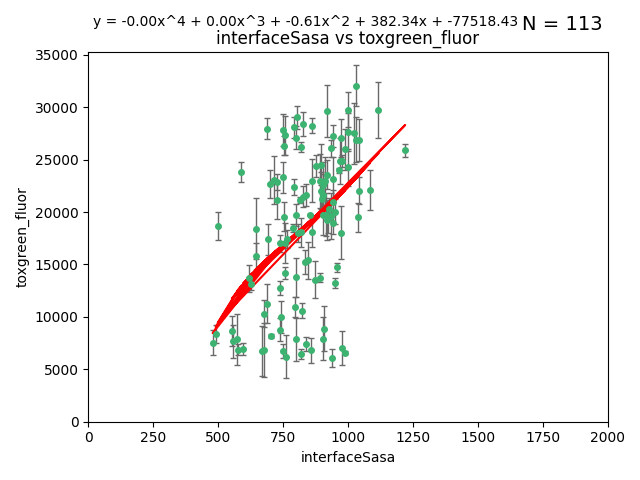 y = -0.00x^4 + 0.00x^3 + -0.61x^2 + 382.34x + -77518.43 N = 113
interfaceSasa vs toxgreen_fluor
35000
30000
25000
20000
15000
10000
5000
0
toxgreen_fluor
0 250 500 750 1000 1250 1500 1750 2000
interfaceSasa